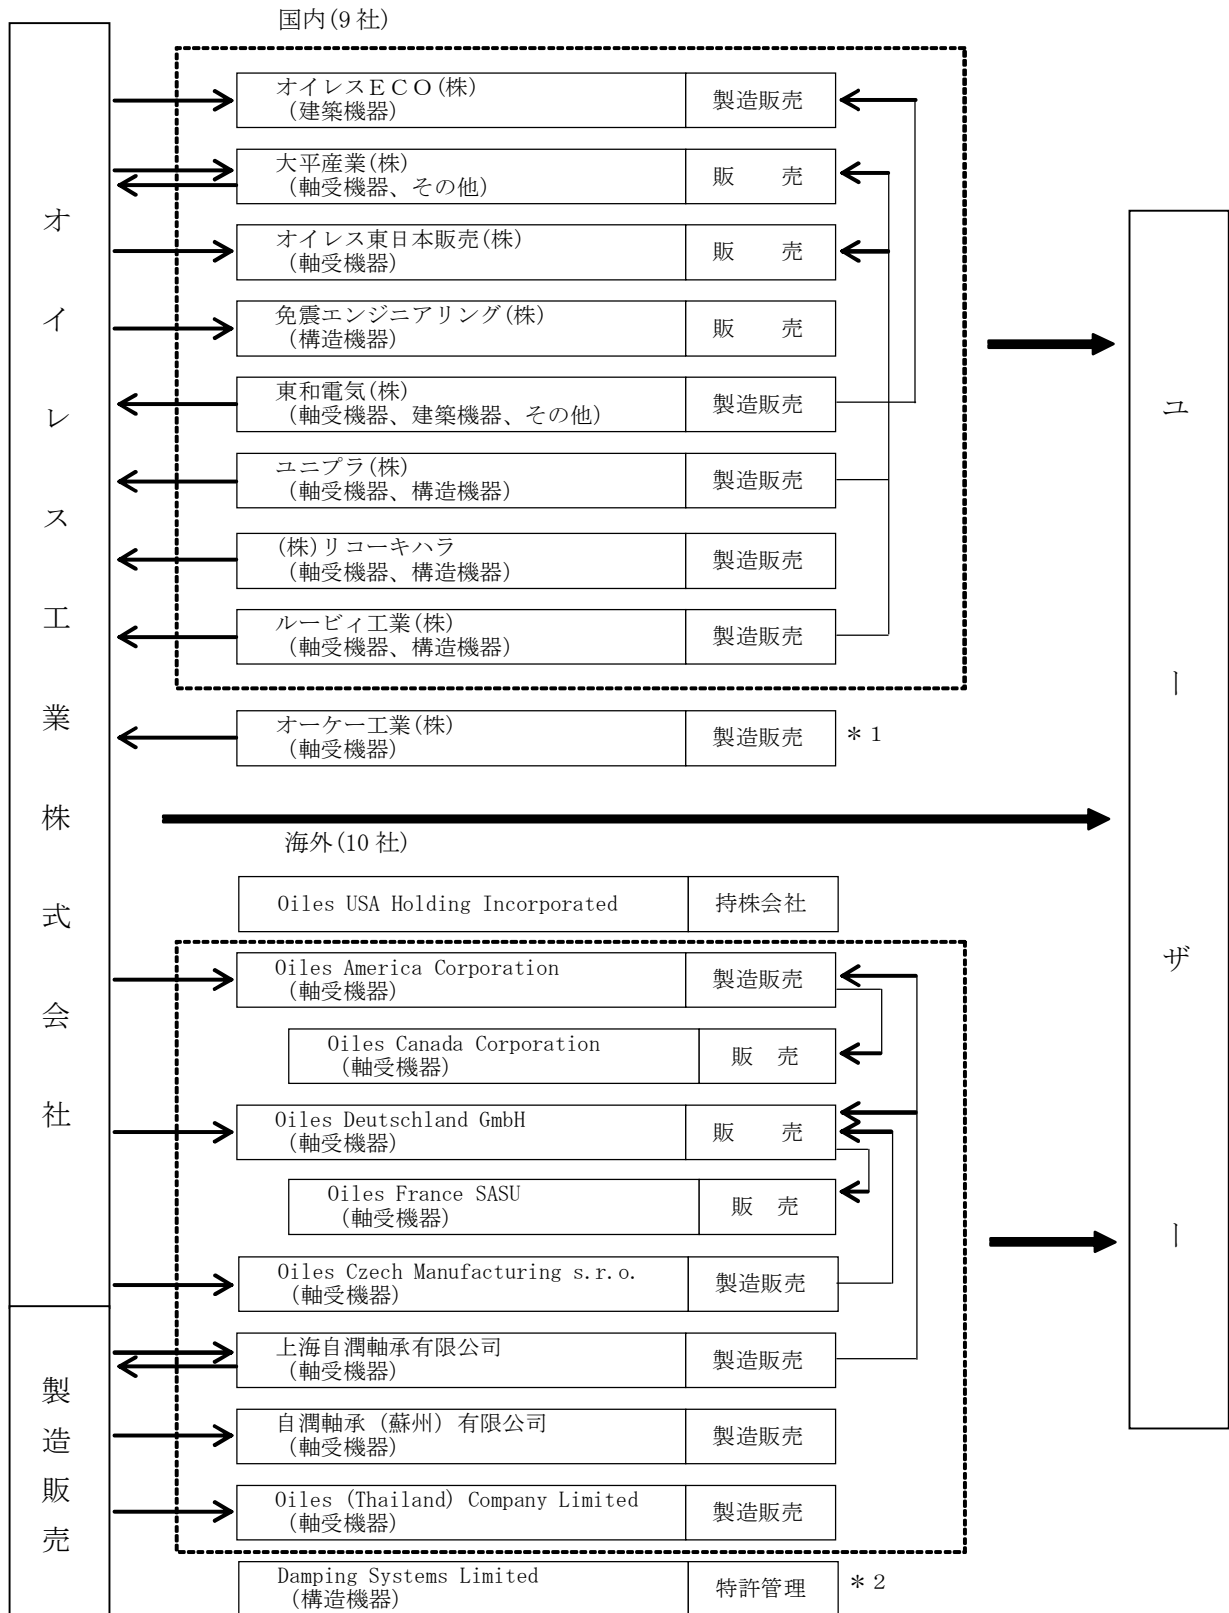 国内(9社)
オイレス工業株式会社
製造販売
オイレスＥＣＯ(株)
（建築機器）
製造販売
大平産業(株)
（軸受機器、その他）
販　売
オイレス東日本販売(株)
（軸受機器）
販　売
免震エンジニアリング(株)
（構造機器）
販　売
東和電気(株)
（軸受機器、建築機器、その他）
製造販売
ユニプラ(株)
（軸受機器、構造機器）
製造販売
(株)リコーキハラ
（軸受機器、構造機器）
製造販売
ルービィ工業(株)
（軸受機器、構造機器）
製造販売
オーケー工業(株)
（軸受機器）
製造販売
＊1
海外(10社)
Oiles USA Holding Incorporated
持株会社
Oiles America Corporation
（軸受機器）
製造販売
Oiles Canada Corporation
（軸受機器）
販　売
Oiles Deutschland GmbH
（軸受機器）
販　売
Oiles France SASU
（軸受機器）
販　売
Oiles Czech Manufacturing s.r.o.
（軸受機器）
製造販売
上海自潤軸承有限公司
（軸受機器）
製造販売
自潤軸承（蘇州）有限公司
（軸受機器）
製造販売
Oiles (Thailand) Company Limited
（軸受機器）
製造販売
Damping Systems Limited
（構造機器）
特許管理
＊2
ユーザー